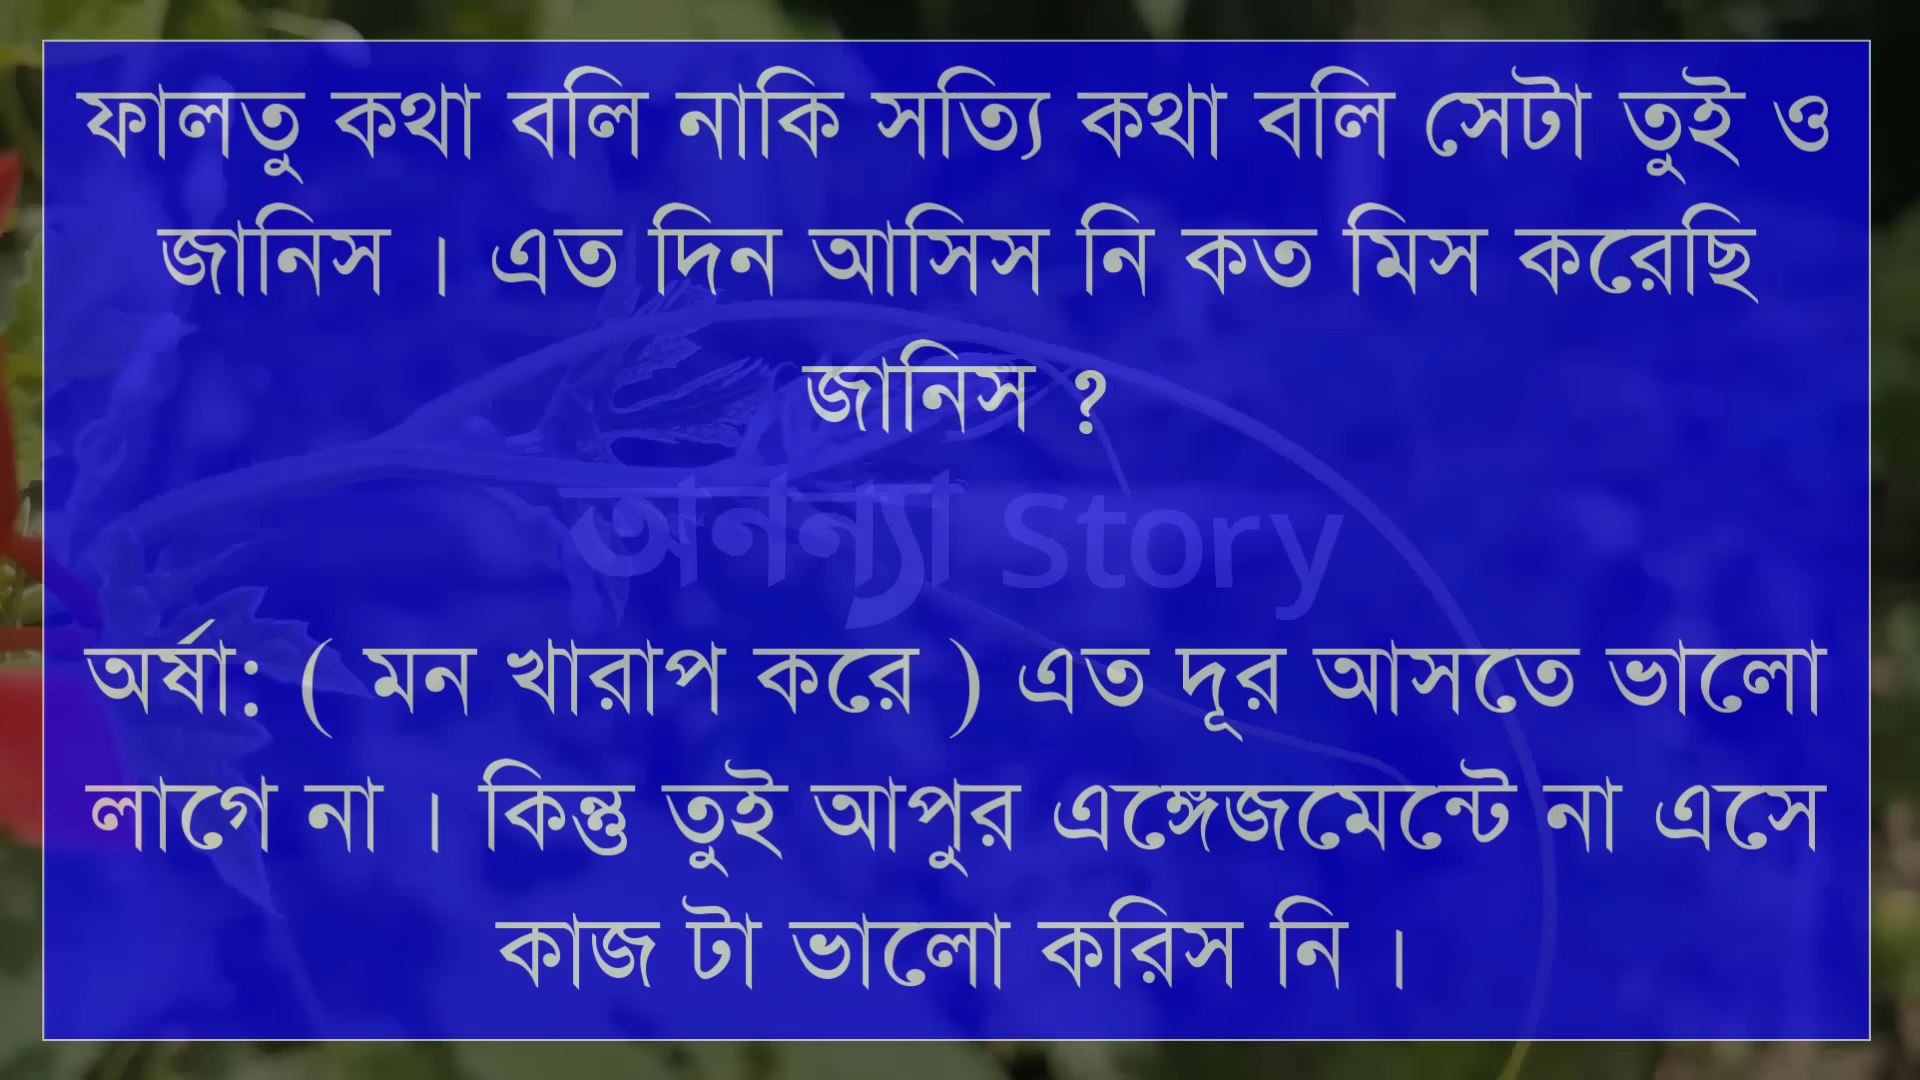 ফালতু কথা বলি নাকি সত্যি কথা বলি সেটা তুই ও
জানিস । এত দিন আসিস নি কত মিস করেছি
জানিস ?
অনন্যা Story
অর্ষা: ( মন খারাপ করে ) এত দূর আসতে ভালো
লাগে না । কিন্তু তুই আপুর এঙ্গেজমেন্টে না এসে
কাজ টা ভালো করিস নি ।